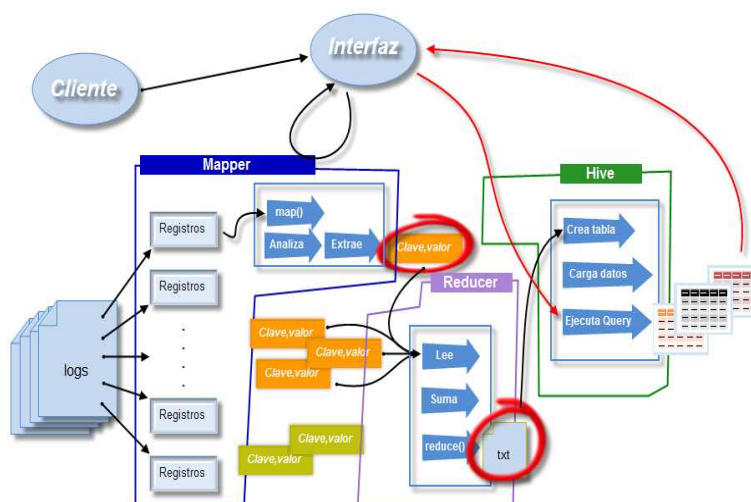 Interfaz
Cliente
Mapper
Hive
Registros
map()
Analiza
Extrae
Clave,valor
Crea tabla
Carga datos
Ejecuta Query
Registros
Reducer
Clave,valor
Clave,valor
Clave,valor
logs
Lee
Suma
reduce()
txt
Registros
Clave,valor
Clave,valor
Registros